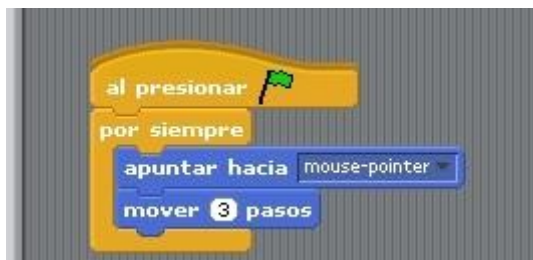 al presionar
por siempre
apuntar hacia mouse-pointer
mover 3 pasos